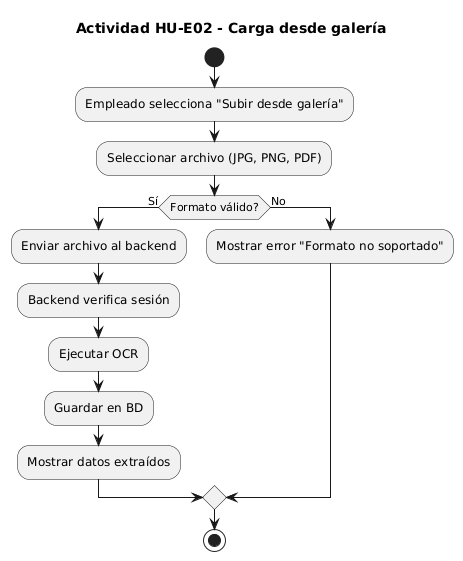 Actividad HU-E02 - Carga desde galería
Empleado selecciona "Subir desde galería"
Seleccionar archivo (JPG, PNG, PDF)
Formato válido?
Sí
No
Enviar archivo al backend
Mostrar error "Formato no soportado"
Backend verifica sesión
Ejecutar OCR
Guardar en BD
Mostrar datos extraídos